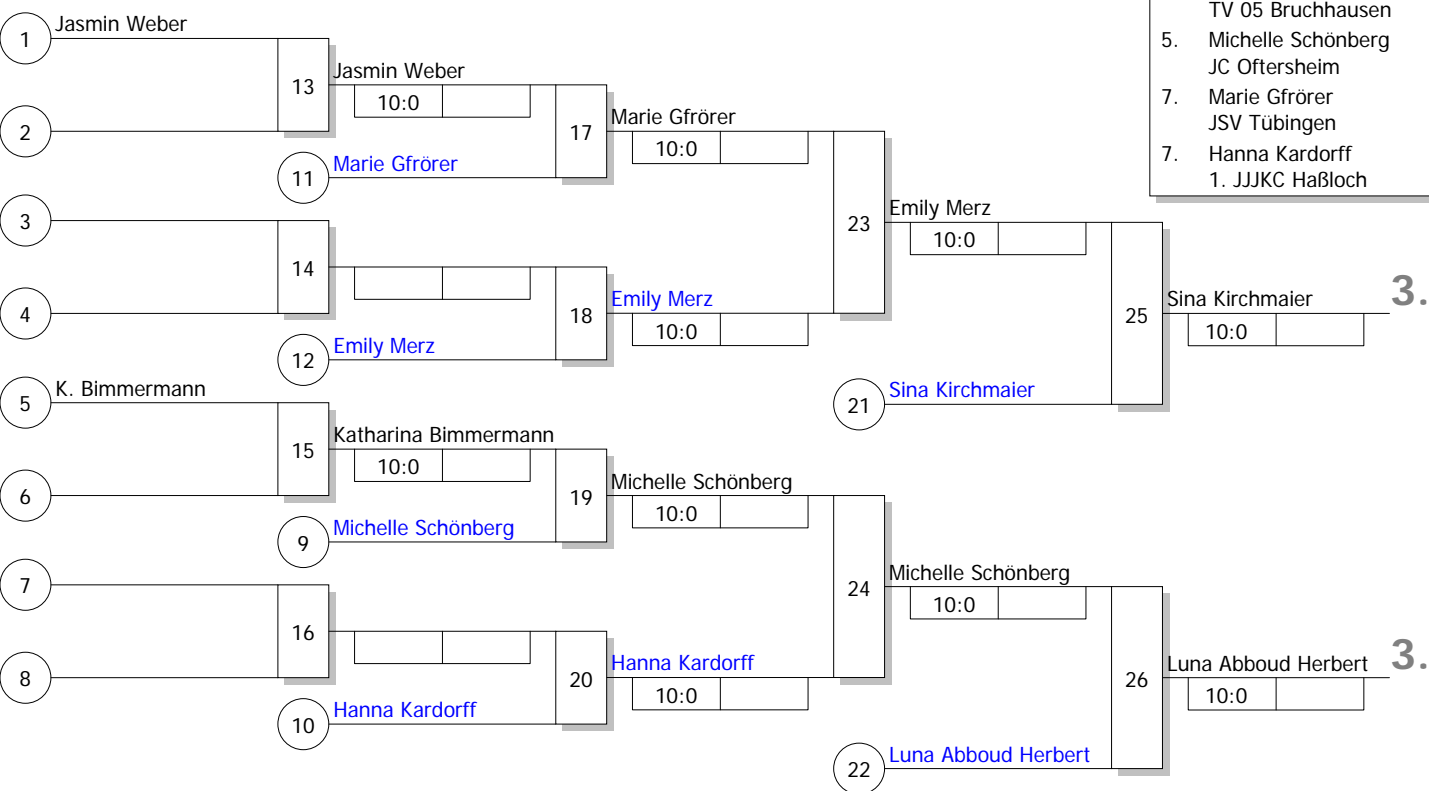 TV 05 Bruchhausen
5. Michelle Schönberg
JC Oftersheim
7. Marie Gfrörer
JSV Tübingen
7. Hanna Kardorff
1. JJJKC Haßloch
1 Jasmin Weber
13 Jasmin Weber
10:0
2
17 Marie Gfrörer
10:0
11 Marie Gfrörer
3
23 Emily Merz
10:0
14
4
18 Emily Merz
10:0
12 Emily Merz
25 Sina Kirchmaier 3.
10:0
5 K. Bimmermann
21 Sina Kirchmaier
15 Katharina Bimmermann
10:0
6
19 Michelle Schönberg
10:0
9 Michelle Schönberg
7
24 Michelle Schönberg
10:0
16
8
20 Hanna Kardorff
10:0
10 Hanna Kardorff
26 Luna Abboud Herbert 3.
10:0
22 Luna Abboud Herbert